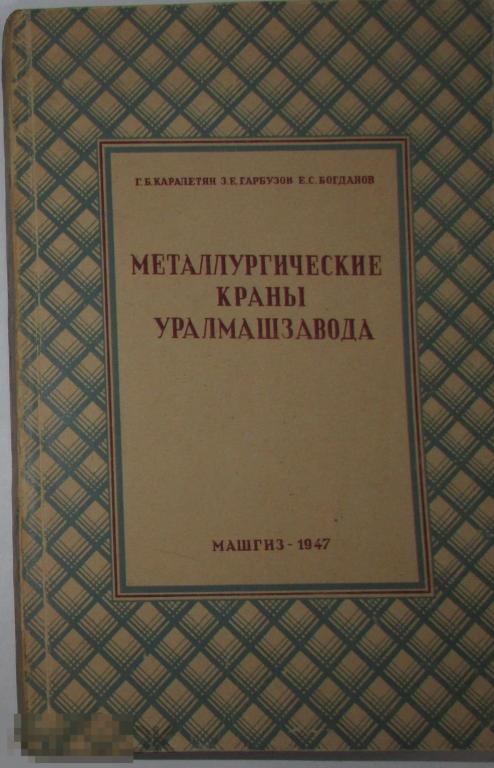 Г. Б. КАРАПЕТЯН З. Е. ГАРБУЗОВ Е. С. БОГДАНОВ
МЕТАЛЛУРГИЧЕСКИЕ
КРАНЫ
УРАЛМАШЗАВОДА
МАШГИЗ - 1947